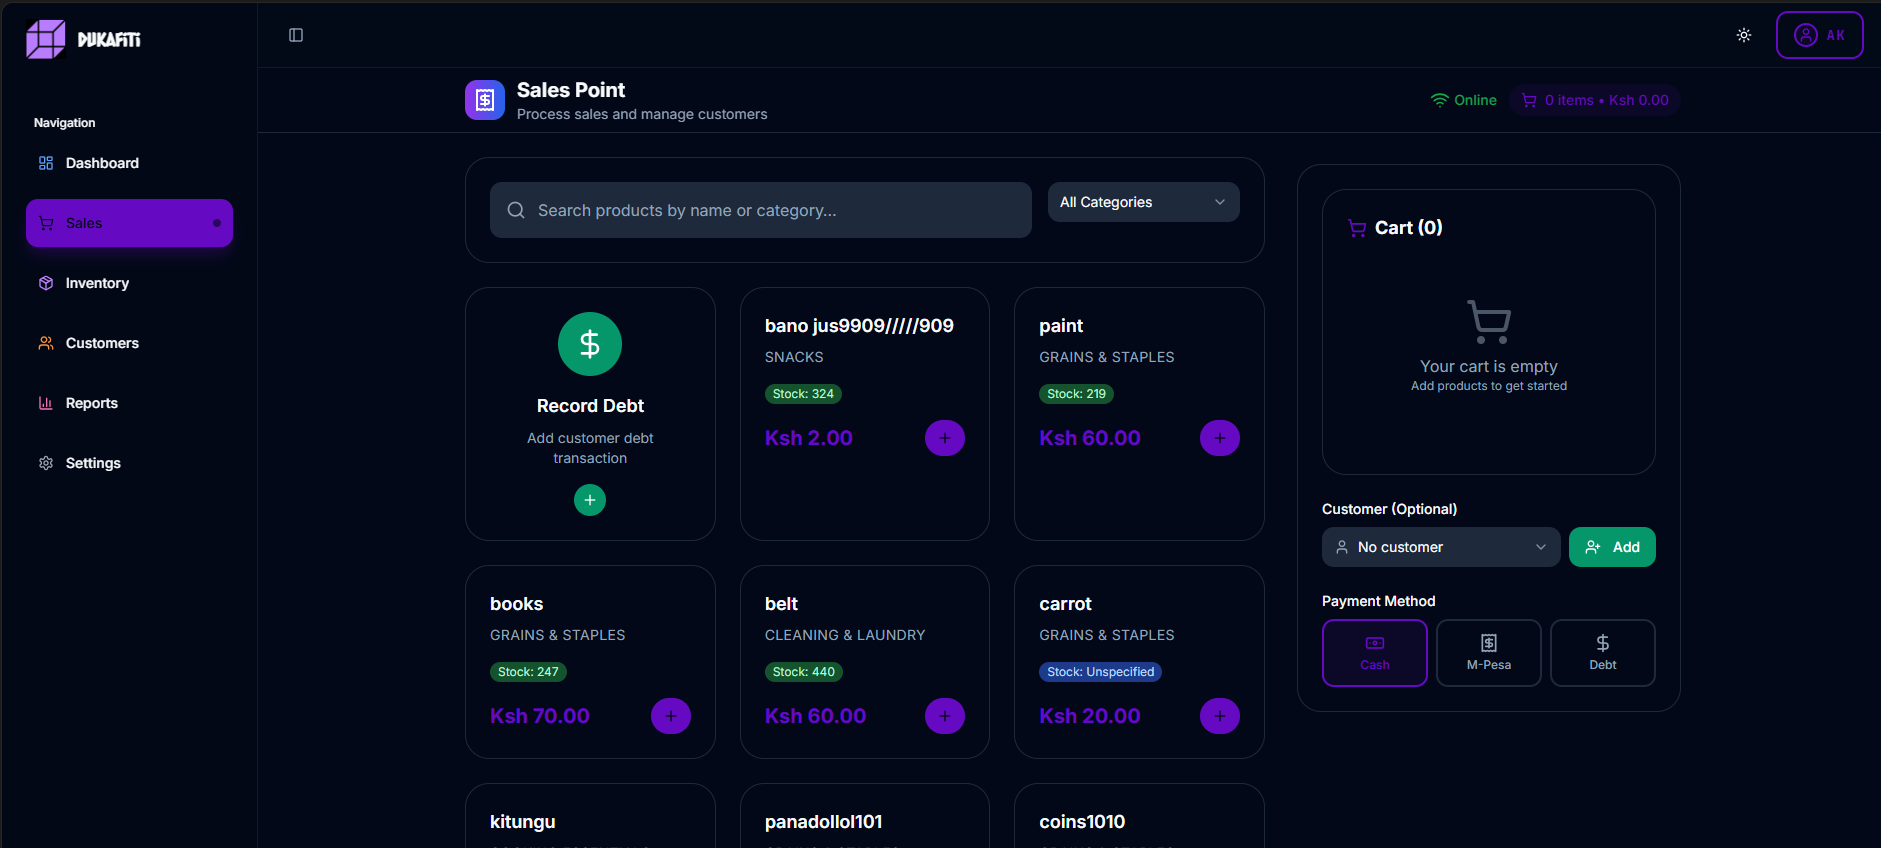 DUKAFITI
AK
Sales Point
Process sales and manage customers
Online
0 items • Ksh 0.00
Navigation
Dashboard
Sales
Inventory
Customers
Reports
Settings
Search products by name or category...
All Categories
Record Debt
Add customer debt
transaction
bano jus9909/////909
SNACKS
Stock: 324
Ksh 2.00
paint
GRAINS & STAPLES
Stock: 219
Ksh 60.00
books
GRAINS & STAPLES
Stock: 247
Ksh 70.00
belt
CLEANING & LAUNDRY
Stock: 440
Ksh 60.00
carrot
GRAINS & STAPLES
Stock: Unspecified
Ksh 20.00
kitungu
panadollol101
coins1010
Cart (0)
Your cart is empty
Add products to get started
Customer (Optional)
No customer
Add
Payment Method
Cash
M-Pesa
Debt